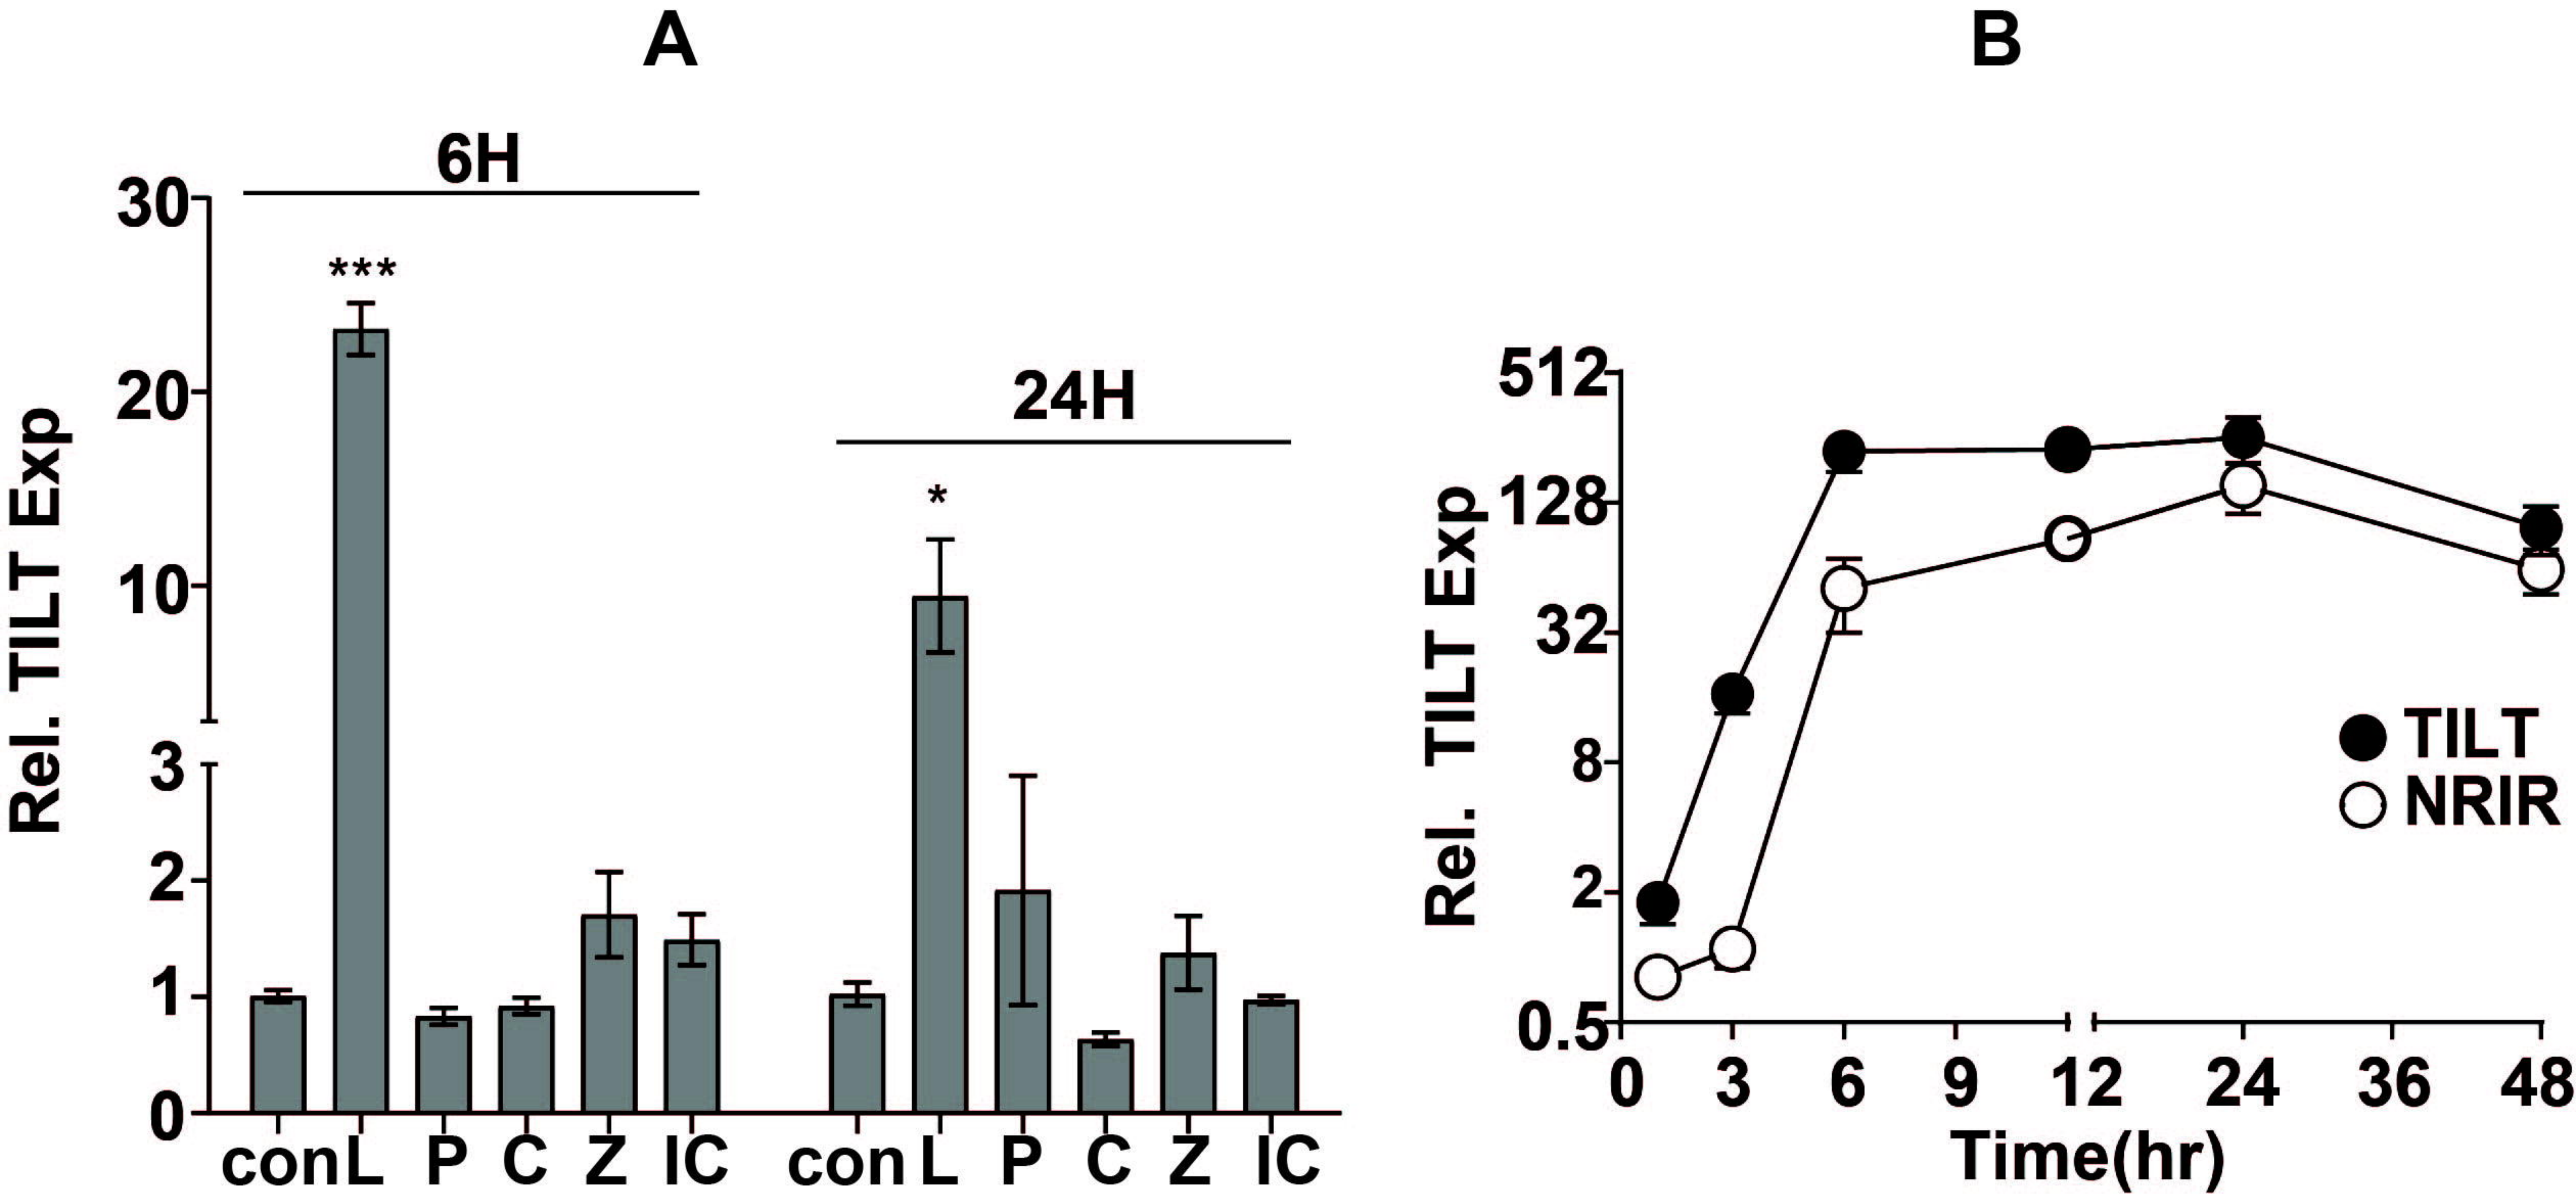 A
6H
24H
***
*
30
20
10
3
2
1
0
Rel. TILT Exp
con L P C Z IC con L P C Z IC
B
512
128
32
8
2
0.5
Rel. TILT Exp
TILT
NRIR
0 3 6 9 12 24 36 48
Time(hr)